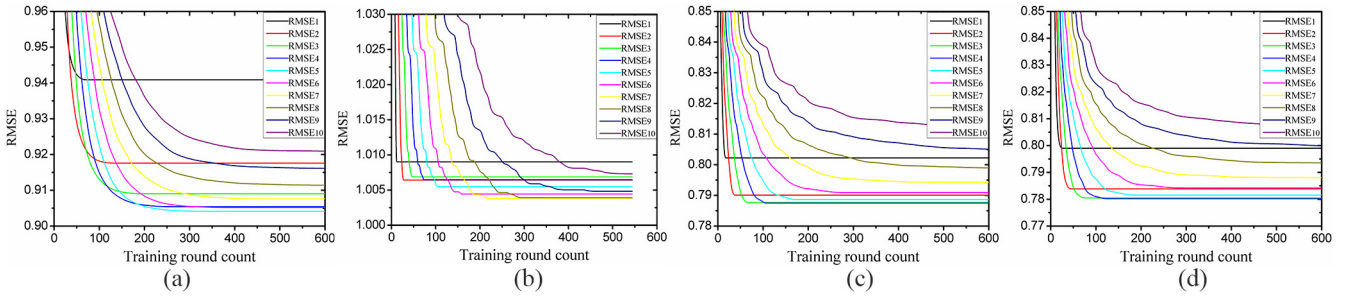 0.96
0.95
0.94
0.93
0.92
0.91
0.90
RMSE
0
100
200
300
400
500
600
Training round count
RMSE1
RMSE2
RMSE3
RMSE4
RMSE5
RMSE6
RMSE7
RMSE8
RMSE9
RMSE10
(a)
1.030
1.025
1.020
1.015
1.010
1.005
1.000
RMSE
0
100
200
300
400
500
600
Training round count
RMSE1
RMSE2
RMSE3
RMSE4
RMSE5
RMSE6
RMSE7
RMSE8
RMSE9
RMSE10
(b)
0.85
0.84
0.83
0.82
0.81
0.80
0.79
0.78
RMSE
0
100
200
300
400
500
600
Training round count
RMSE1
RMSE2
RMSE3
RMSE4
RMSE5
RMSE6
RMSE7
RMSE8
RMSE9
RMSE10
(c)
0.85
0.84
0.83
0.82
0.81
0.80
0.79
0.78
0.77
RMSE
0
100
200
300
400
500
600
Training round count
RMSE1
RMSE2
RMSE3
RMSE4
RMSE5
RMSE6
RMSE7
RMSE8
RMSE9
RMSE10
(d)